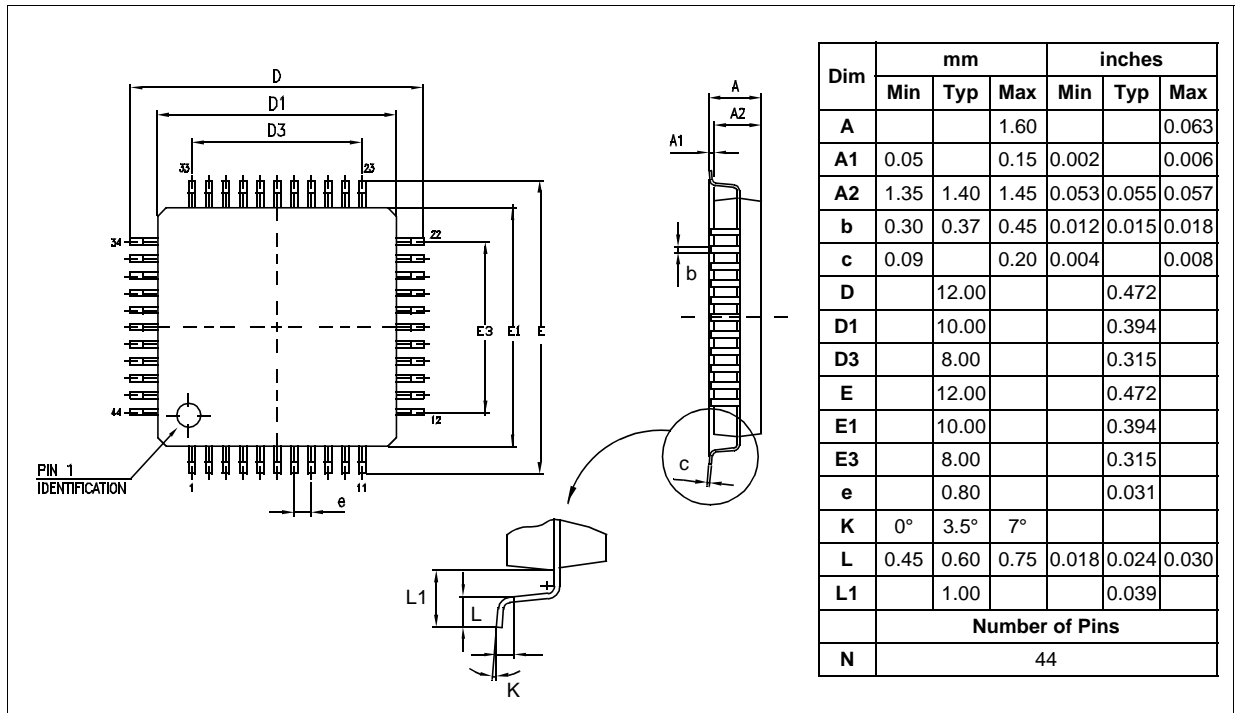 D
D1
D3
33 23
34 22
E3 E1 E
44 12
PIN 1
IDENTIFICATION
1 11
e
A
A2
A1
b
c
L1
L
K
Dim mm inches
Min Typ Max Min Typ Max
A 1.60 0.063
A1 0.05 0.15 0.002 0.006
A2 1.35 1.40 1.45 0.053 0.055 0.057
b 0.30 0.37 0.45 0.012 0.015 0.018
c 0.09 0.20 0.004 0.008
D 12.00 0.472
D1 10.00 0.394
D3 8.00 0.315
E 12.00 0.472
E1 10.00 0.394
E3 8.00 0.315
e 0.80 0.031
K 0° 3.5° 7°
L 0.45 0.60 0.75 0.018 0.024 0.030
L1 1.00 0.039
Number of Pins
N 44